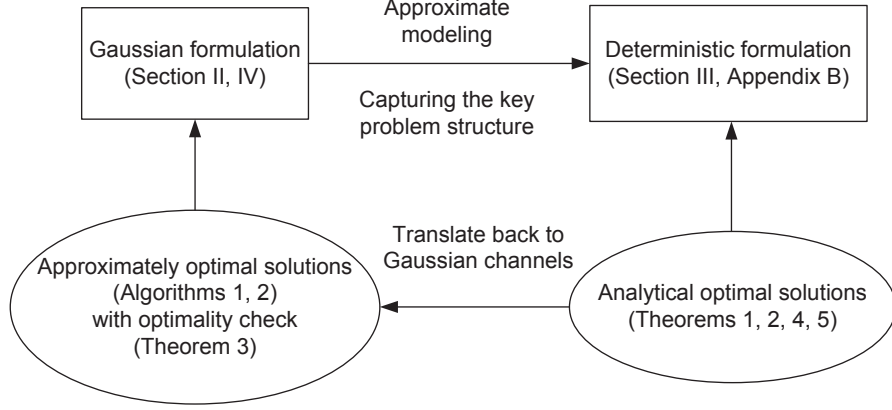 Approximate
modeling
Gaussian formulation
(Section II, IV)
Deterministic formulation
(Section III, Appendix B)
Capturing the key
problem structure
Translate back to
Gaussian channels
Approximately optimal solutions
(Algorithms 1, 2)
with optimality check
(Theorem 3)
Analytical optimal solutions
(Theorems 1, 2, 4, 5)